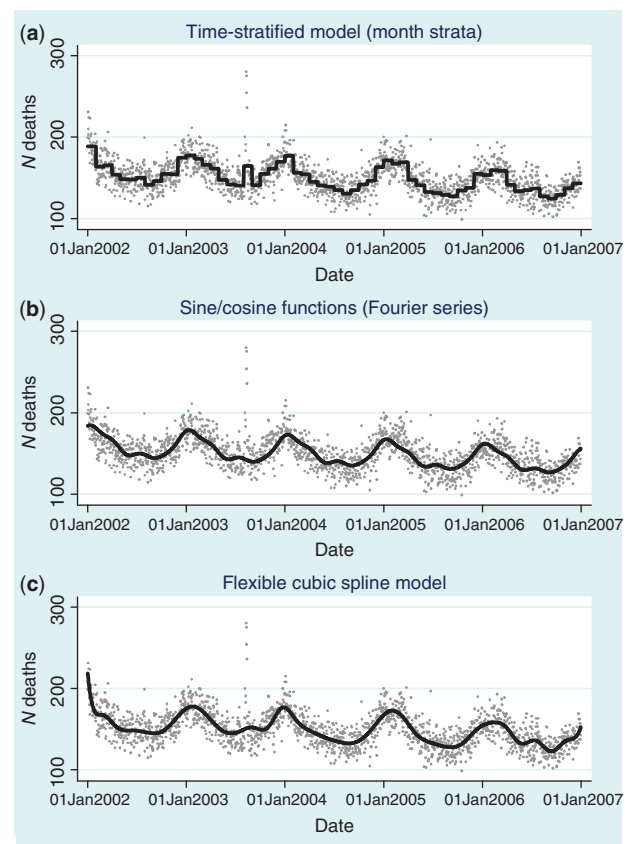 (a) Time-stratified model (month strata)
300
200
100
N deaths
01Jan2002 01Jan2003 01Jan2004 01Jan2005 01Jan2006 01Jan2007
Date
(b) Sine/cosine functions (Fourier series)
300
200
100
N deaths
01Jan2002 01Jan2003 01Jan2004 01Jan2005 01Jan2006 01Jan2007
Date
(c) Flexible cubic spline model
300
200
100
N deaths
01Jan2002 01Jan2003 01Jan2004 01Jan2005 01Jan2006 01Jan2007
Date